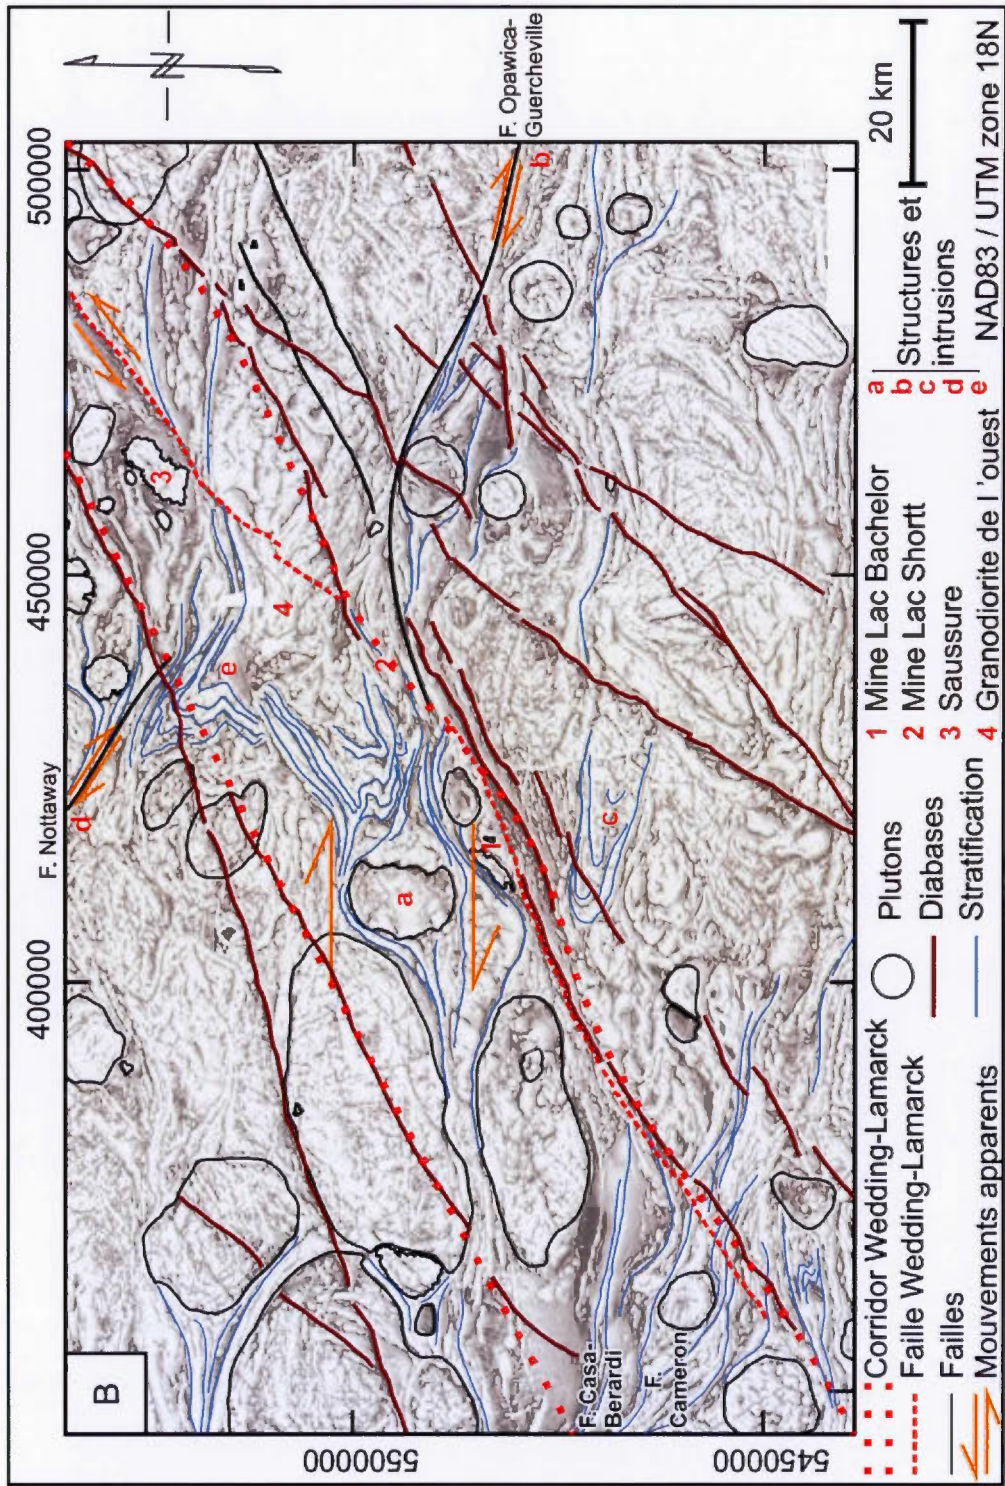 B
400000
450000
500000
5500000
5450000
F. Nottaway
F. Opawica-
Guercheville
F. Casa-
Berardi
F.
Cameron
N
a
b
c
d
e
1
2
3
4
Corridor Wedding-Lamarck
Faille Wedding-Lamarck
Failles
Mouvements apparents
Plutons
Diabases
Stratification
1 Mine Lac Bachelor
2 Mine Lac Shortt
3 Saussure
4 Granodiorite de l'ouest
a
b Structures et
c intrusions
d
e
20 km
NAD83 / UTM zone 18N